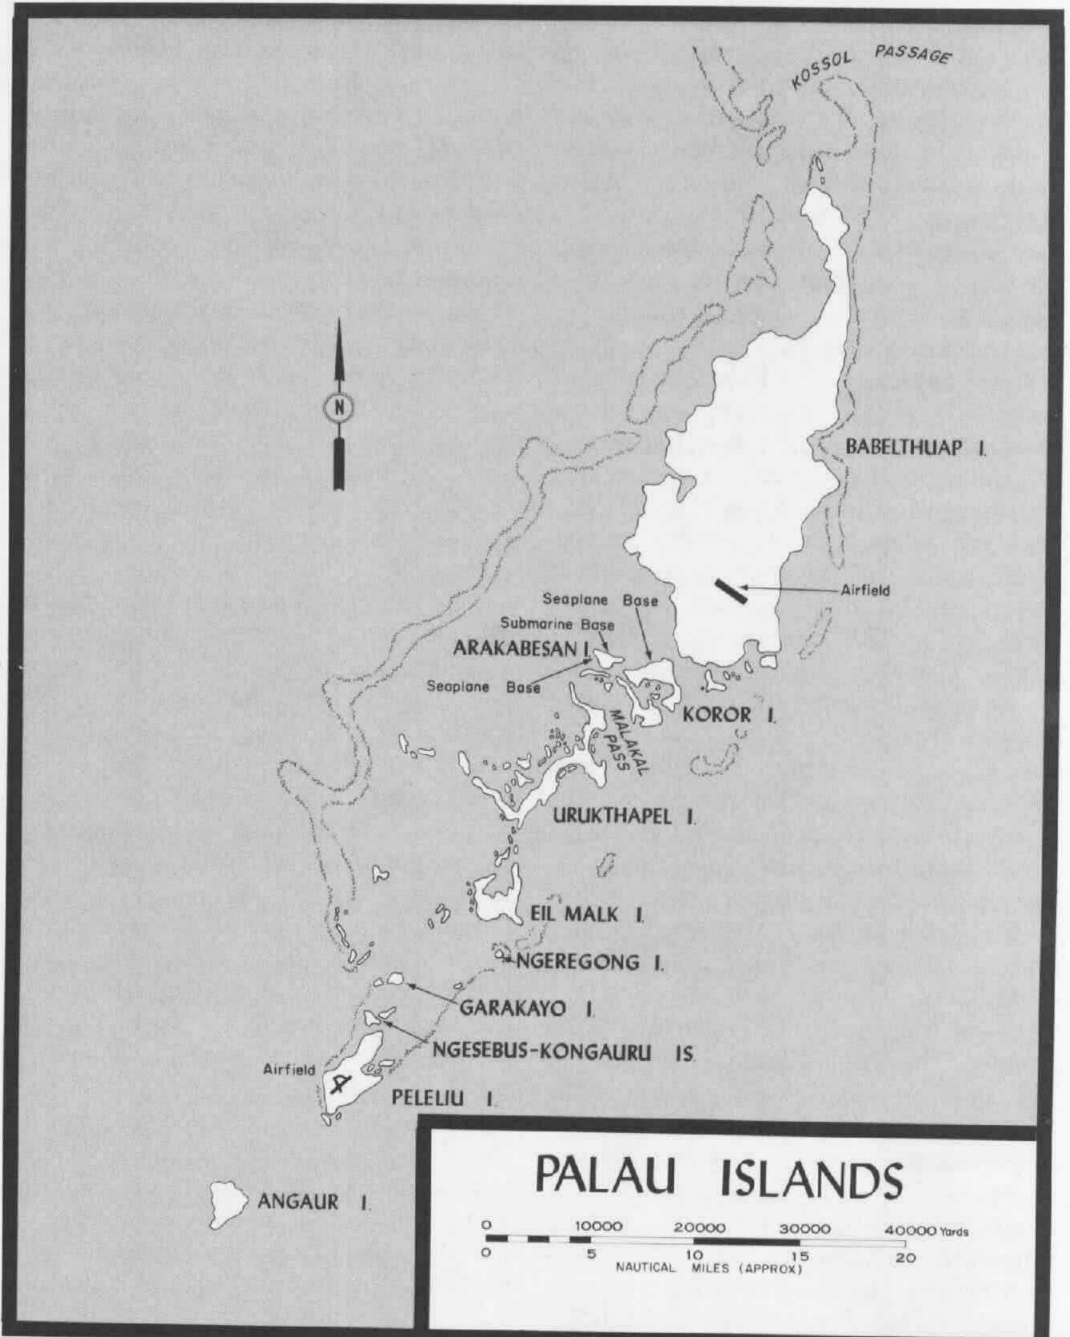 KOSSOL PASSAGE
N
BABELTHUAP I.
Airfield
Seaplane Base
Submarine Base
ARAKABESAN I.
Seaplane Base
KOROR I.
MALAKAL
PASS
URUKTHAPEL I.
EIL MALK I.
NGEREGONG I.
GARAKAYO I.
NGESEBUS-KONGAURU IS.
Airfield
PELELIU I.
ANGAUR I.
PALAU ISLANDS
0 10000 20000 30000 40000 Yards
0 5 10 15 20
NAUTICAL MILES (APPROX)